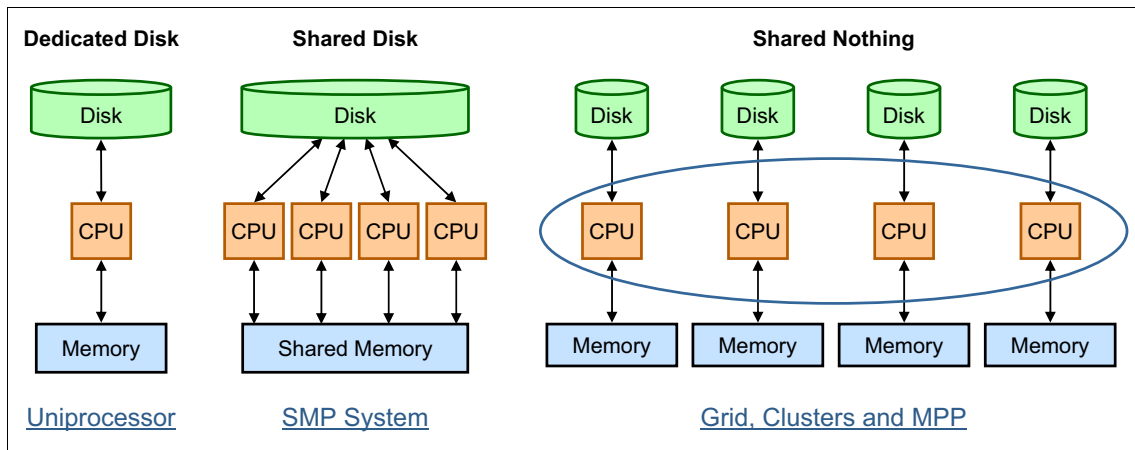 Dedicated Disk
Shared Disk
Shared Nothing
Disk
Disk
Disk
Disk
Disk
Disk
CPU
CPU
CPU
CPU
CPU
CPU
CPU
CPU
CPU
Memory
Shared Memory
Memory
Memory
Memory
Memory
Uniprocessor
SMP System
Grid, Clusters and MPP